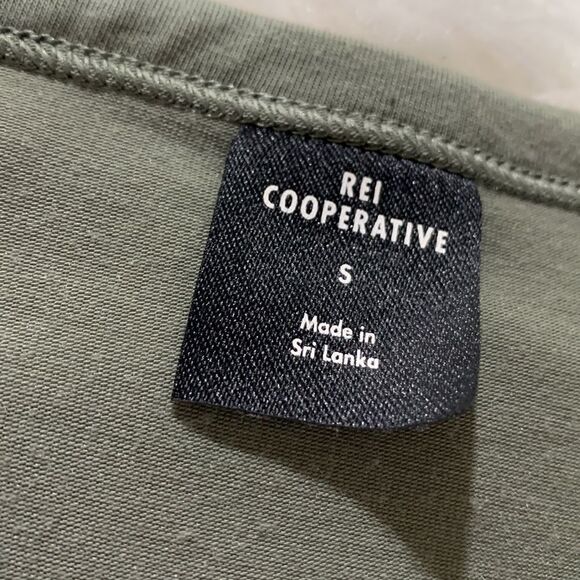 REI
COOPERATIVE
S
Made in
Sri Lanka